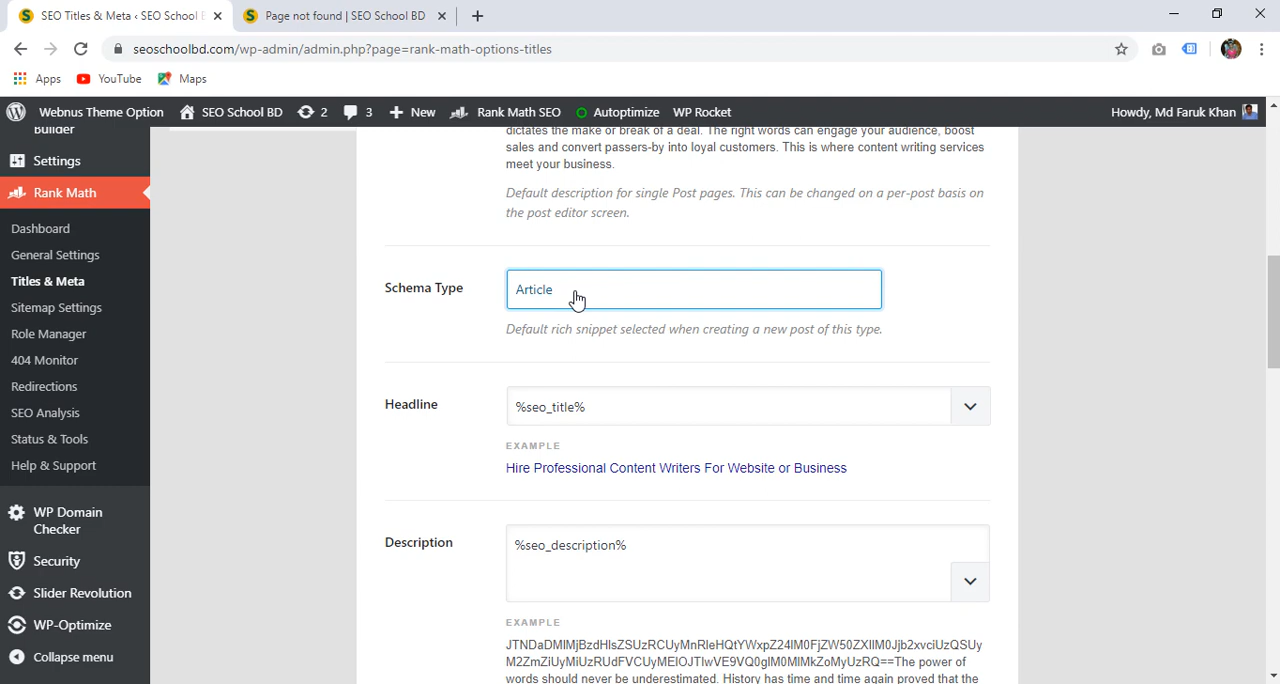 SEO Titles & Meta ‹ SEO School B
Page not found | SEO School BD
seoschoolbd.com/wp-admin/admin.php?page=rank-math-options-titles
Apps
YouTube
Maps
Webnus Theme Option
SEO School BD
2
3
New
Rank Math SEO
Autoptimize
WP Rocket
Howdy, Md Faruk Khan
Builder
Settings
Rank Math
Dashboard
General Settings
Titles & Meta
Sitemap Settings
Role Manager
404 Monitor
Redirections
SEO Analysis
Status & Tools
Help & Support
WP Domain
Checker
Security
Slider Revolution
WP-Optimize
Collapse menu
dictates the make or break of a deal. The right words can engage your audience, boost
sales and convert passers-by into loyal customers. This is where content writing services
meet your business.
Default description for single Post pages. This can be changed on a per-post basis on
the post editor screen.
Schema Type
Article
Default rich snippet selected when creating a new post of this type.
Headline
%seo_title%
EXAMPLE
Hire Professional Content Writers For Website or Business
Description
%seo_description%
EXAMPLE
words should never be underestimated. History has time and time again proved that the